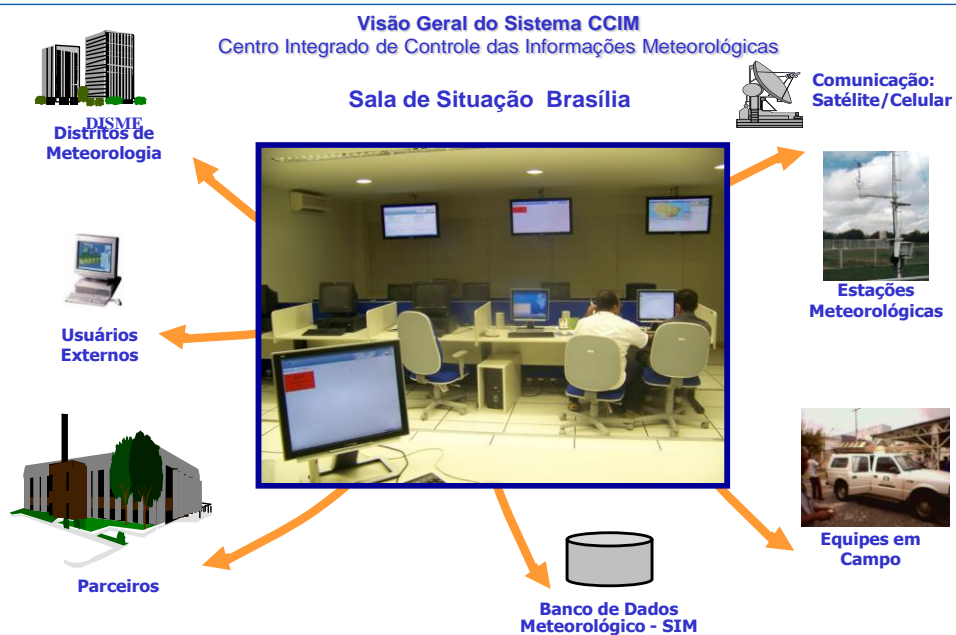 Visão Geral do Sistema CCIM
Centro Integrado de Controle das Informações Meteorológicas
Sala de Situação Brasília
Comunicação:
Satélite/Celular
DISME
Distritos de
Meteorologia
Estações
Meteorológicas
Usuários
Externos
Equipes em
Campo
Parceiros
Banco de Dados
Meteorológico - SIM